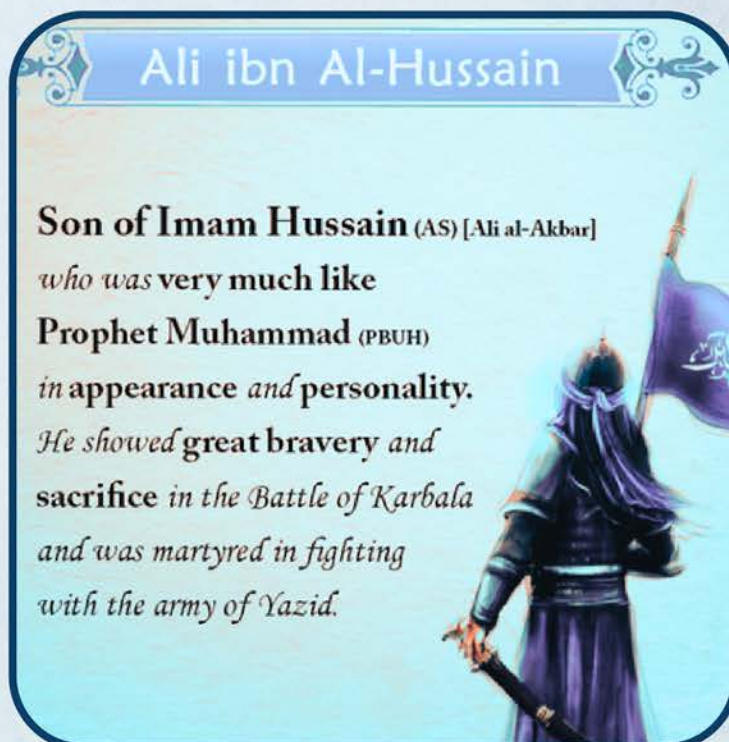 Ali ibn Al-Hussain
Son of Imam Hussain (AS) [Ali al-Akbar]
who was very much like
Prophet Muhammad (PBUH)
in appearance and personality.
He showed great bravery and
sacrifice in the Battle of Karbala
and was martyred in fighting
with the army of Yazid.